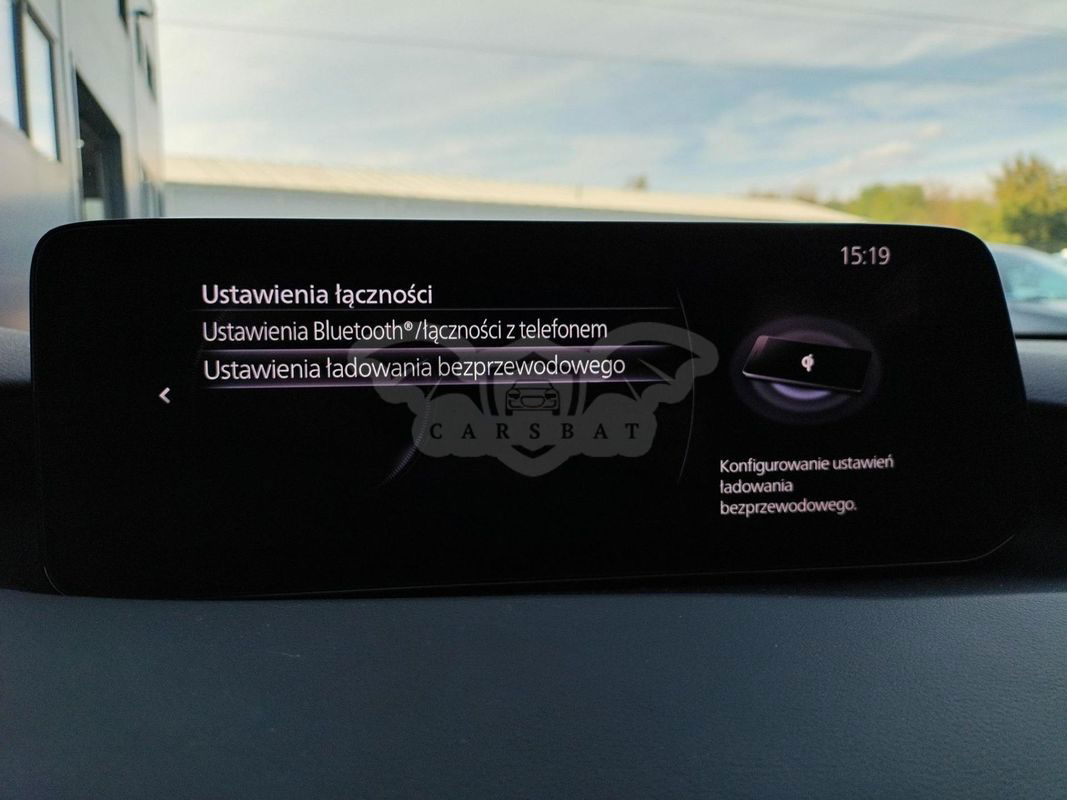 15:19
Ustawienia łączności
Ustawienia Bluetooth®/łączności z telefonem
Ustawienia ładowania bezprzewodowego
CARSBAT
Konfigurowanie ustawień
ładowania
bezprzewodowego.